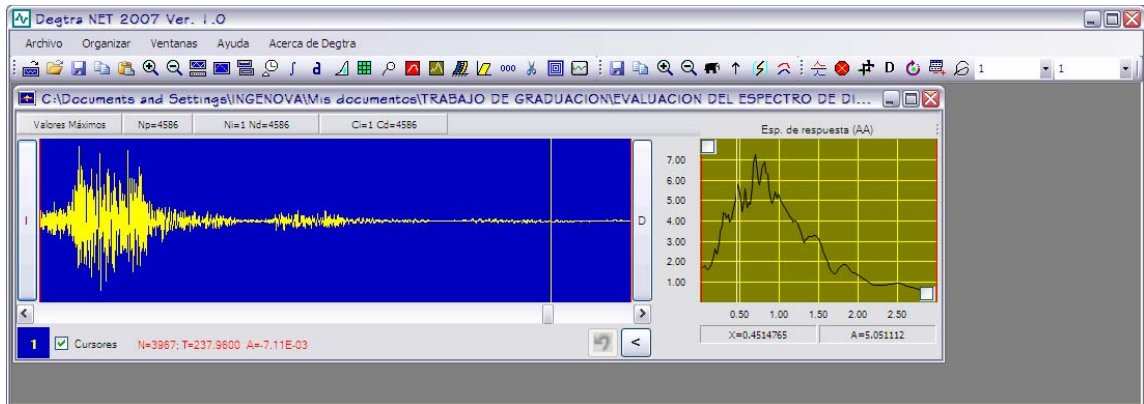 Degtra NET 2007 Ver. 1.0
Archivo Organizar Ventanas Ayuda Acerca de Degtra
D 1 1
C:\Documents and Settings\INGENOVA\Mis documentos\TRABAJO DE GRADUACION\EVALUACION DEL ESPECTRO DE DI...
Valores Máximos Np=4586 Ni=1 Nd=4586 Ci=1 Cd=4586
Esp. de respuesta (AA)
I
D
7.00
6.00
5.00
4.00
3.00
2.00
1.00
0.50 1.00 1.50 2.00 2.50
X=0.4514765 A=5.051112
1 Cursores N=3967; T=237.9600 A=-7.11E-03 <